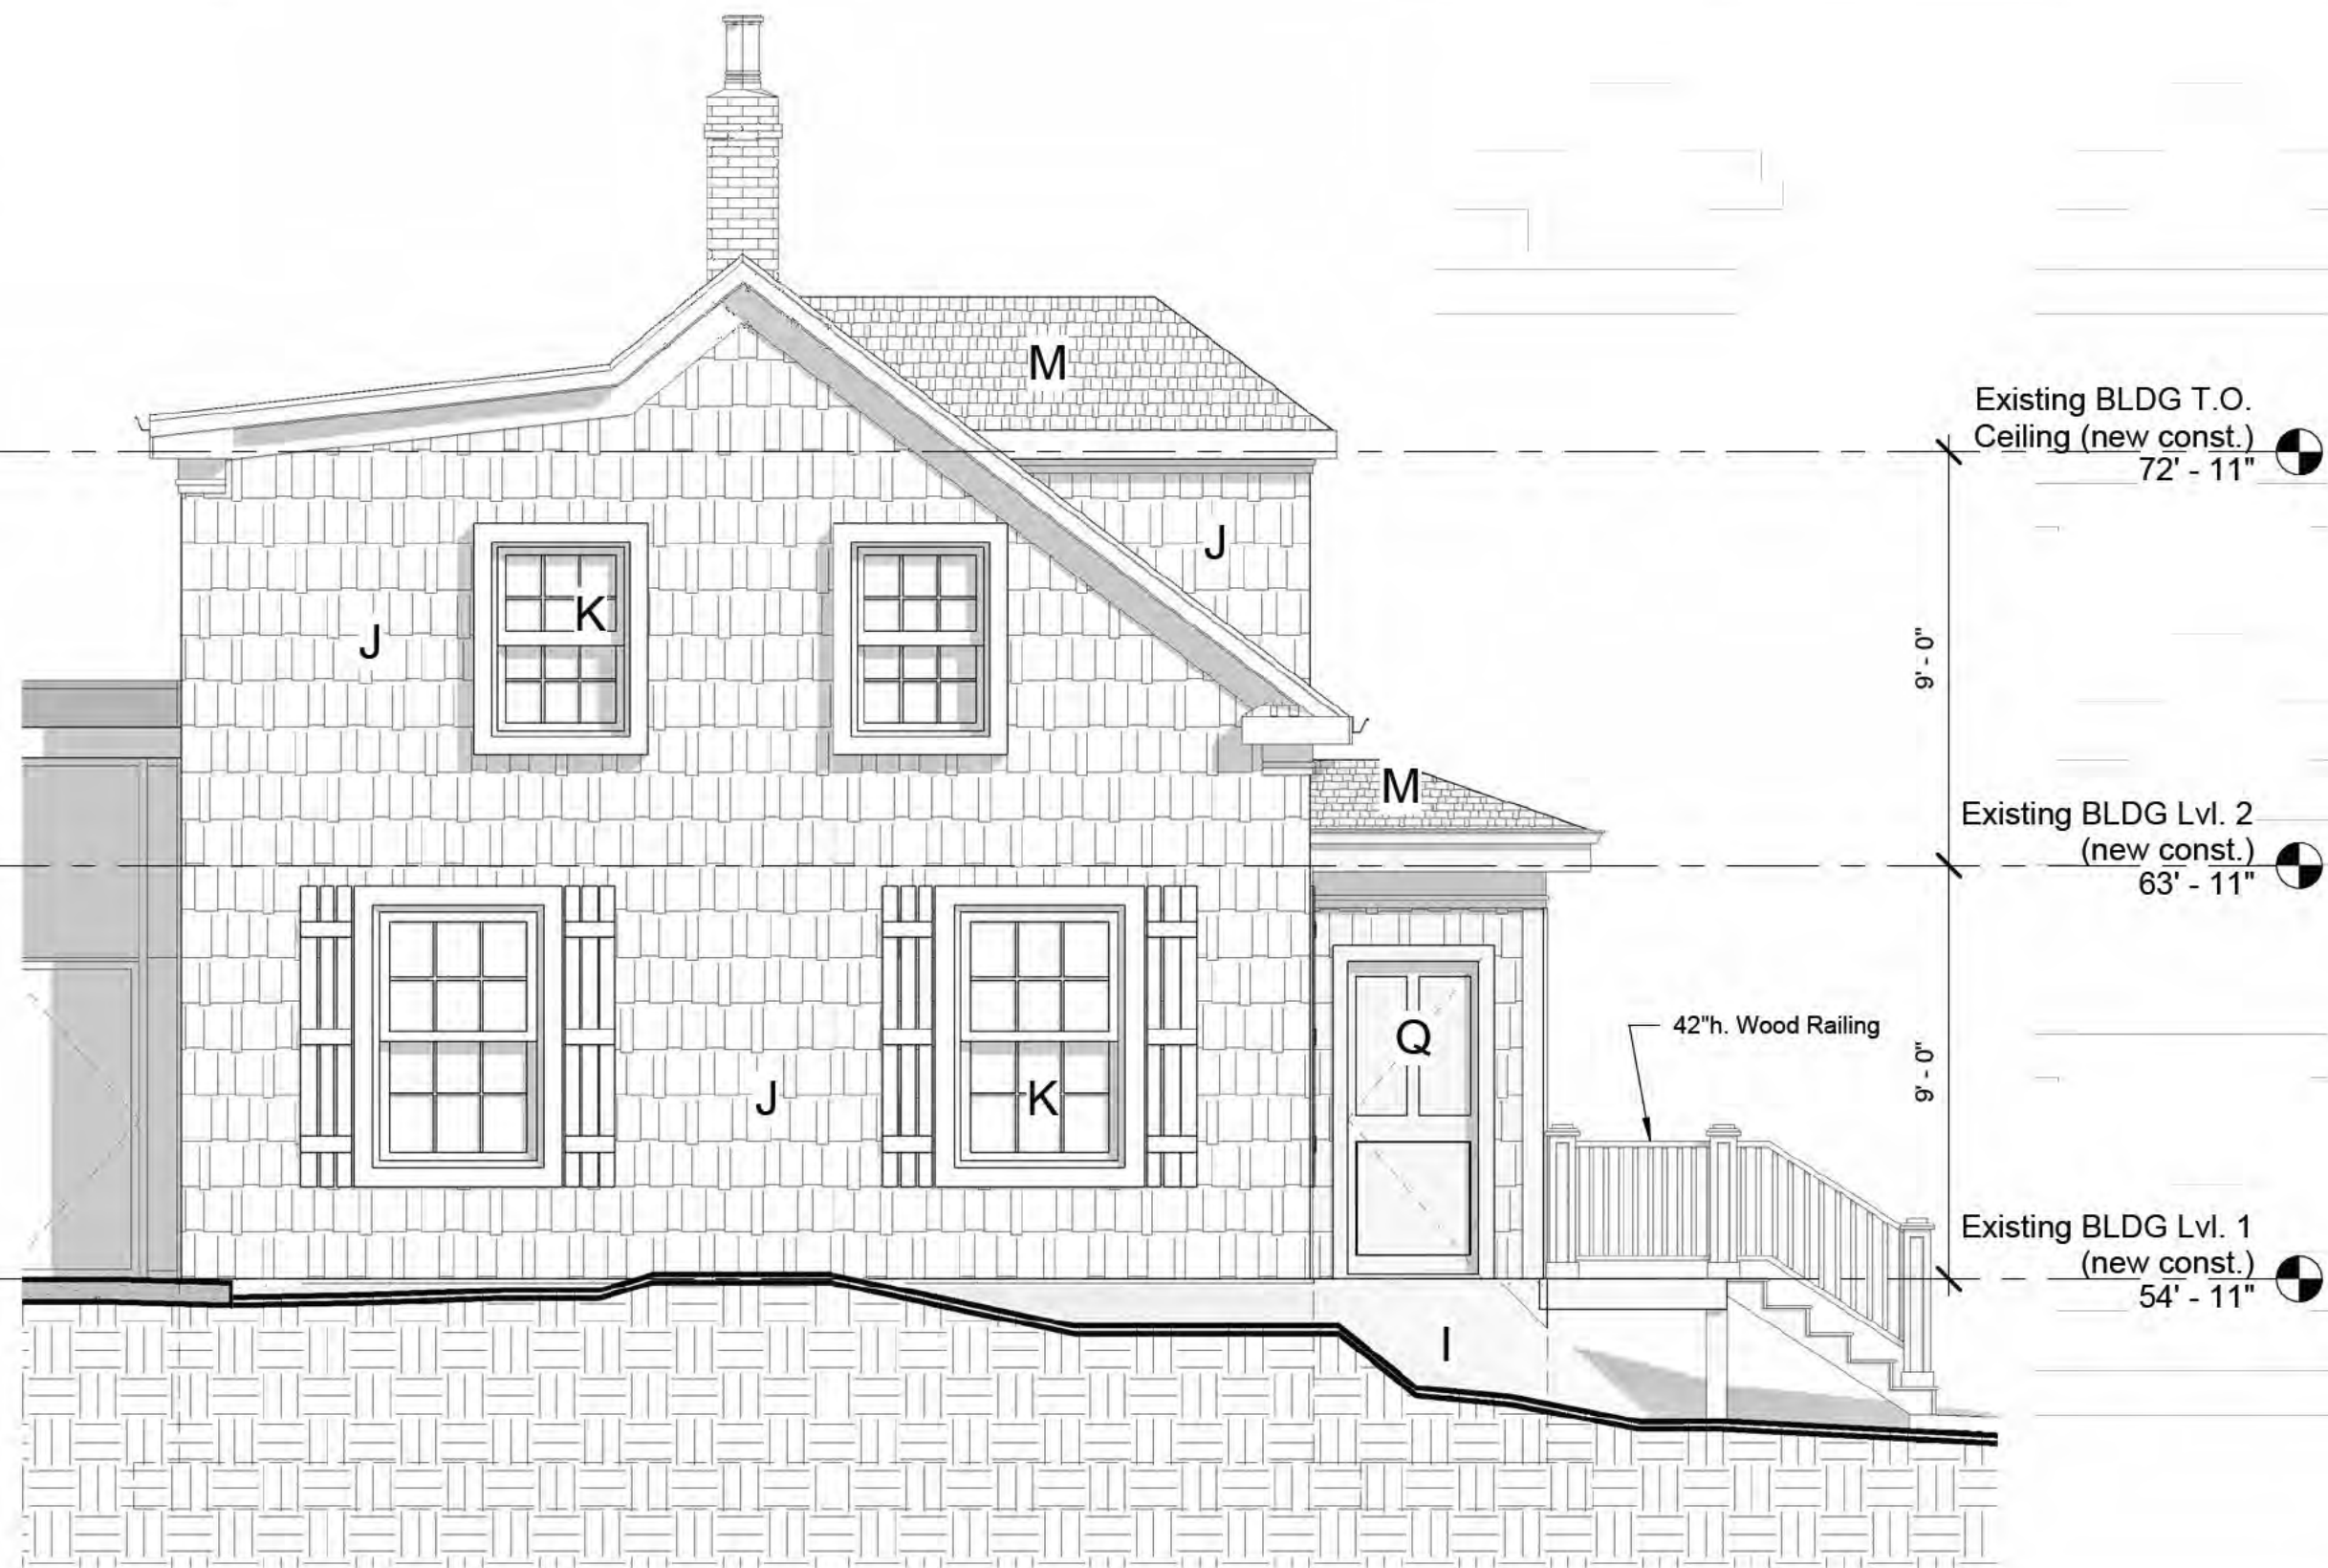 M
Existing BLDG T.O.
Ceiling (new const.)
72' - 11"
J
K
J
9' - 0"
M
Existing BLDG Lvl. 2
(new const.)
63' - 11"
42"h. Wood Railing
Q
9' - 0"
J
K
Existing BLDG Lvl. 1
(new const.)
54' - 11"
I